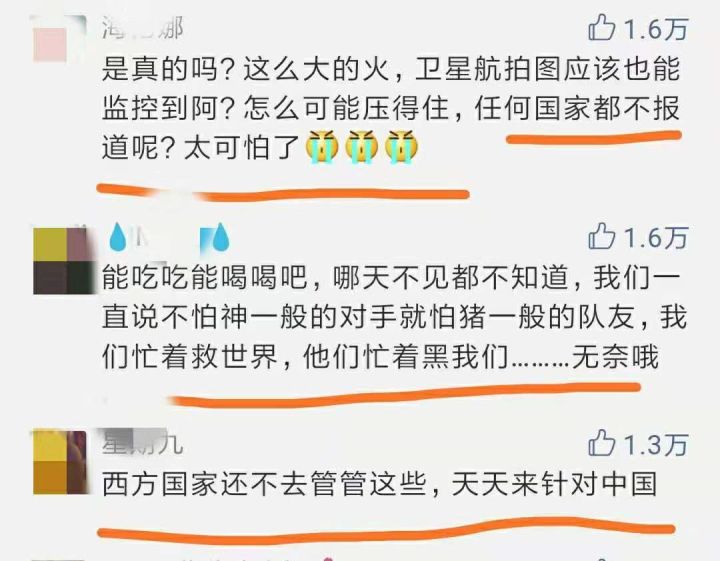 娜 1.6万
是真的吗？这么大的火，卫星航拍图应该也能
监控到阿？怎么可能压得住，任何国家都不报
道呢？太可怕了😭😭😭
1.6万
能吃吃能喝喝吧，哪天不见都不知道，我们一
直说不怕神一般的对手就怕猪一般的队友，我
们忙着救世界，他们忙着黑我们………无奈哦
九 1.3万
西方国家还不去管管这些，天天来针对中国